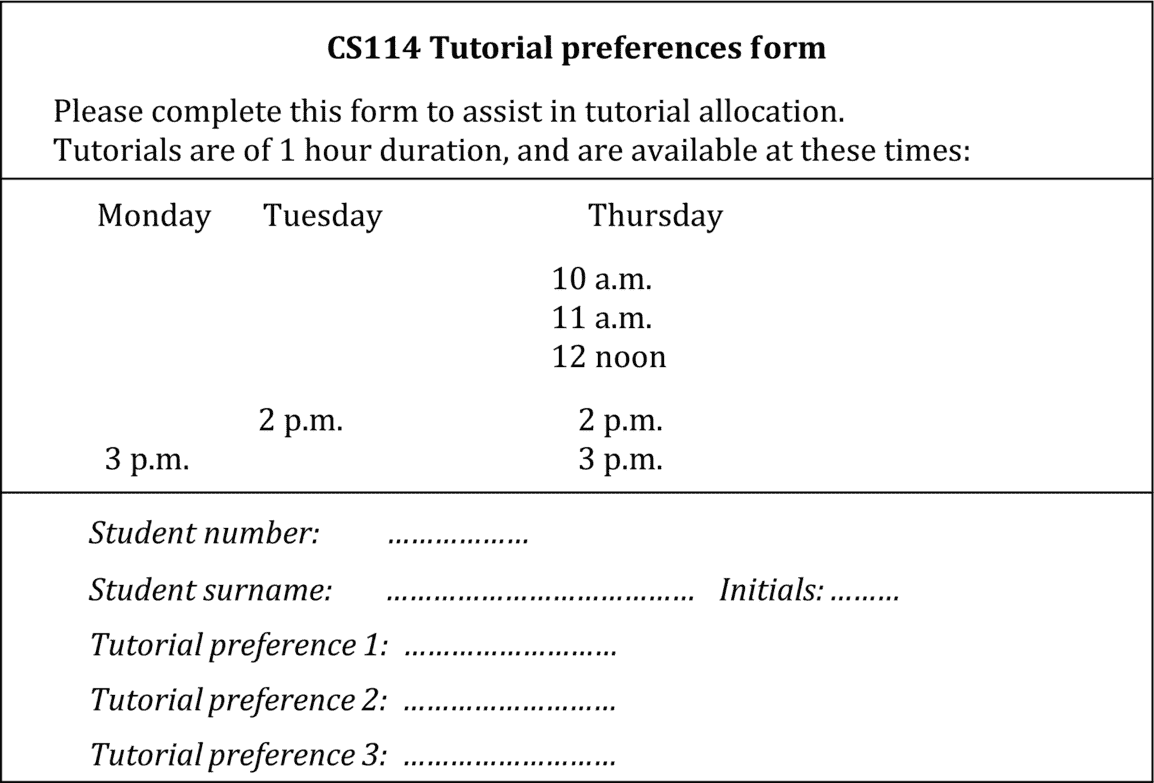 CS114 Tutorial preferences form
Please complete this form to assist in tutorial allocation.
Tutorials are of 1 hour duration, and are available at these times:
Monday Tuesday Thursday
10 a.m.
11 a.m.
12 noon
2 p.m. 2 p.m.
3 p.m. 3 p.m.
Student number: ………………
Student surname: ………………………………… Initials: ………
Tutorial preference 1: ………………………
Tutorial preference 2: ………………………
Tutorial preference 3: ………………………